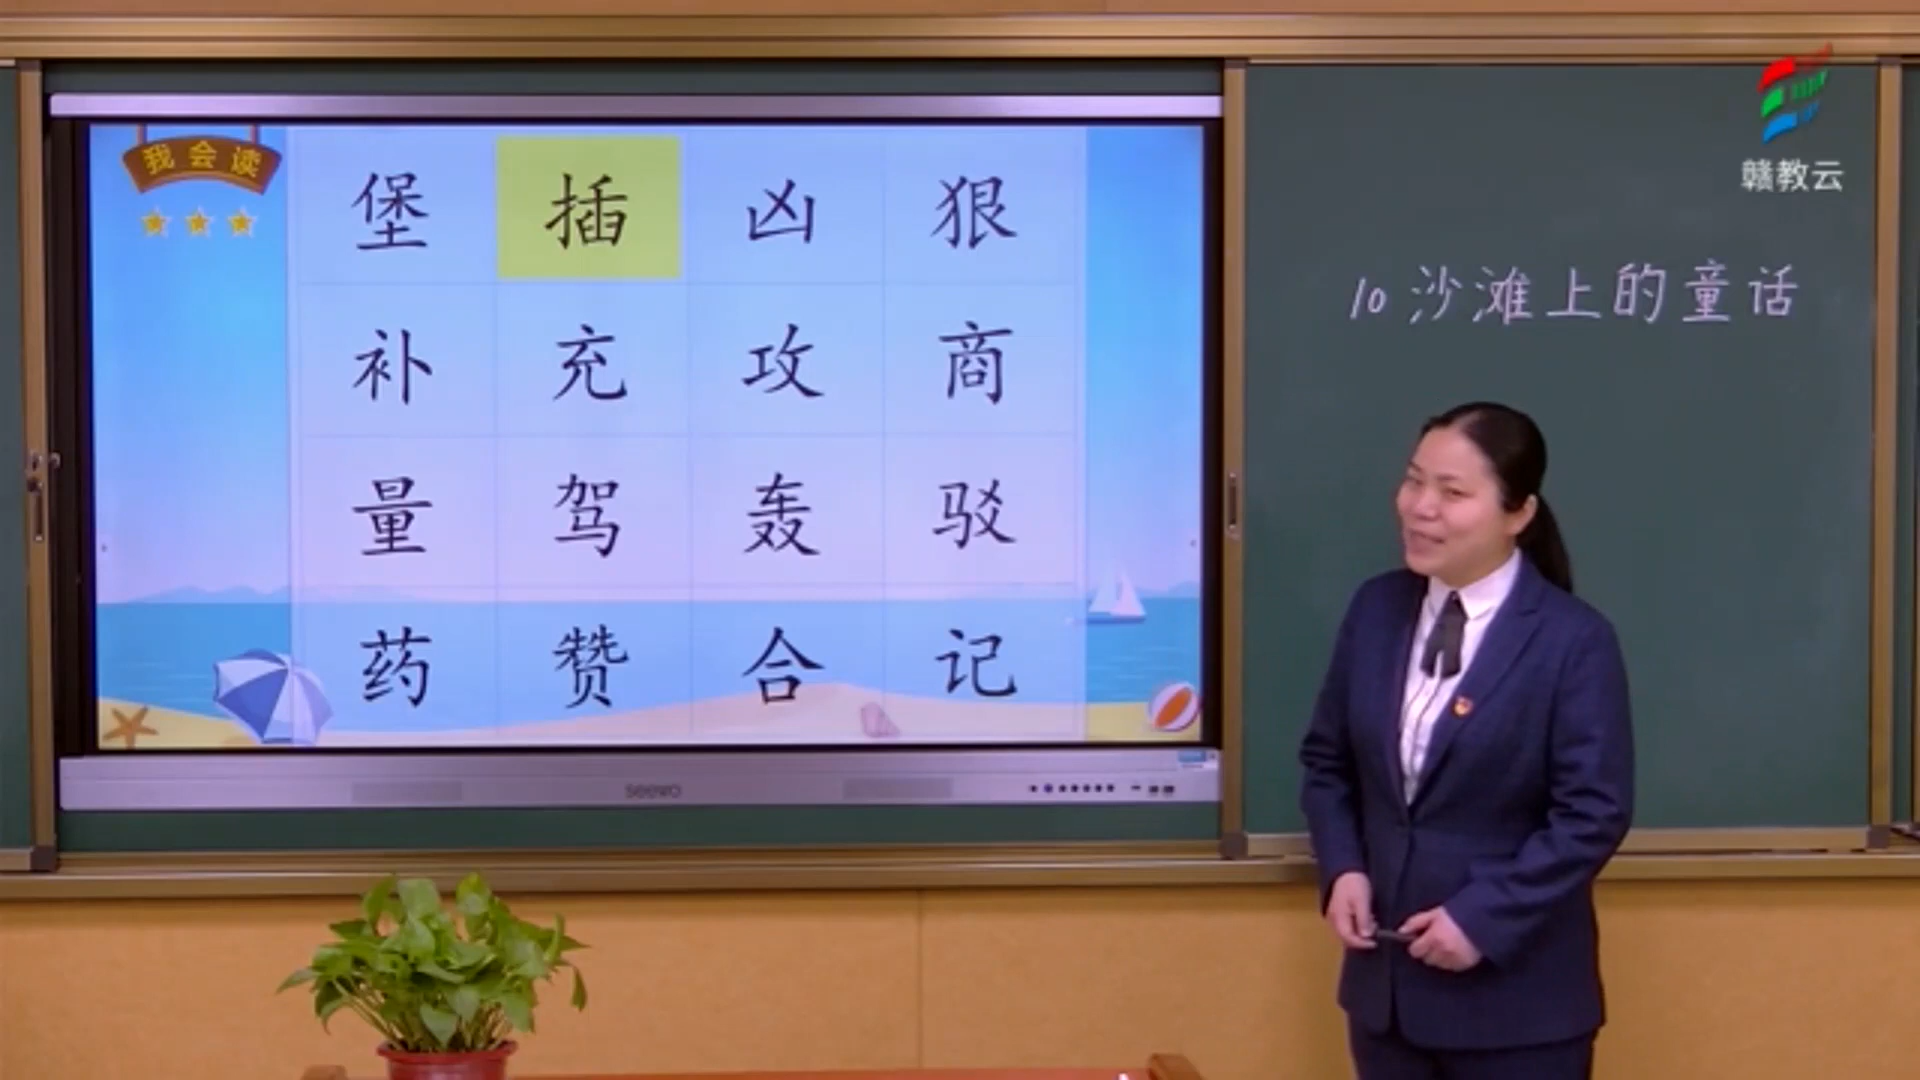 我会读
堡 插 凶 狠
补 充 攻 商
量 驾 轰 驳
药 赞 合 记
seewo
赣教云
10 沙滩上的童话